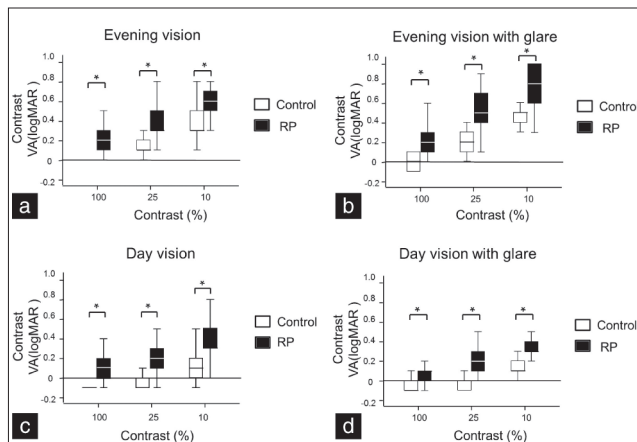 Evening vision
Contrast
VA(logMAR )
1.0
0.8
0.6
0.4
0.2
0
0.2
*
*
*
100
25
10
Contrast (%)
Control
RP
a
Evening vision with glare
Contrast
VA(logMAR )
1.0
0.8
0.6
0.4
0.2
0
-0.2
*
*
*
100
25
10
Contrast (%)
Control
RP
b
Day vision
Contrast
VA(logMAR )
1.0
0.8
0.6
0.4
0.2
0
0.2
*
*
*
100
25
10
Contrast (%)
Control
RP
c
Day vision with glare
Contrast
VA(logMAR )
1.0
0.8
0.6
0.4
0.2
0
0.2
*
*
*
100
25
10
Contrast (%)
Control
RP
d